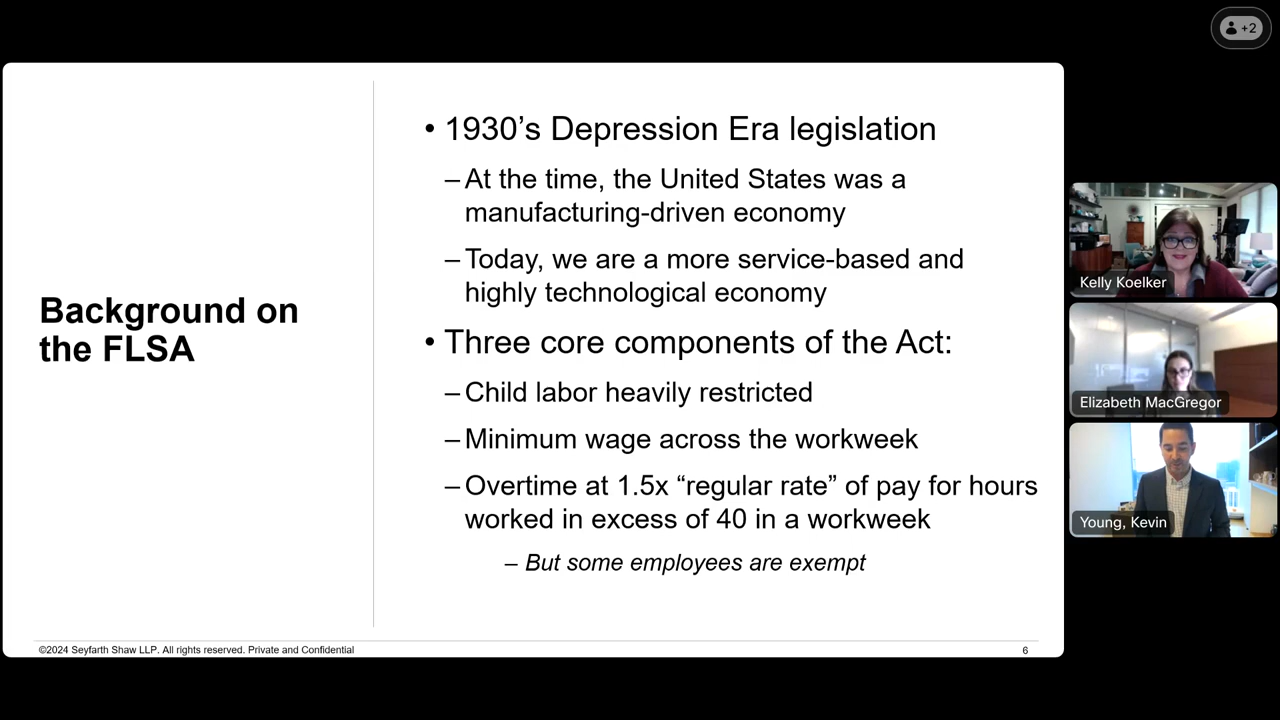 +2
Background on
the FLSA
• 1930’s Depression Era legislation
– At the time, the United States was a
manufacturing-driven economy
– Today, we are a more service-based and
highly technological economy
• Three core components of the Act:
– Child labor heavily restricted
– Minimum wage across the workweek
– Overtime at 1.5x “regular rate” of pay for hours
worked in excess of 40 in a workweek
– But some employees are exempt
©2024 Seyfarth Shaw LLP. All rights reserved. Private and Confidential
6
Kelly Koelker
Elizabeth MacGregor
Young, Kevin